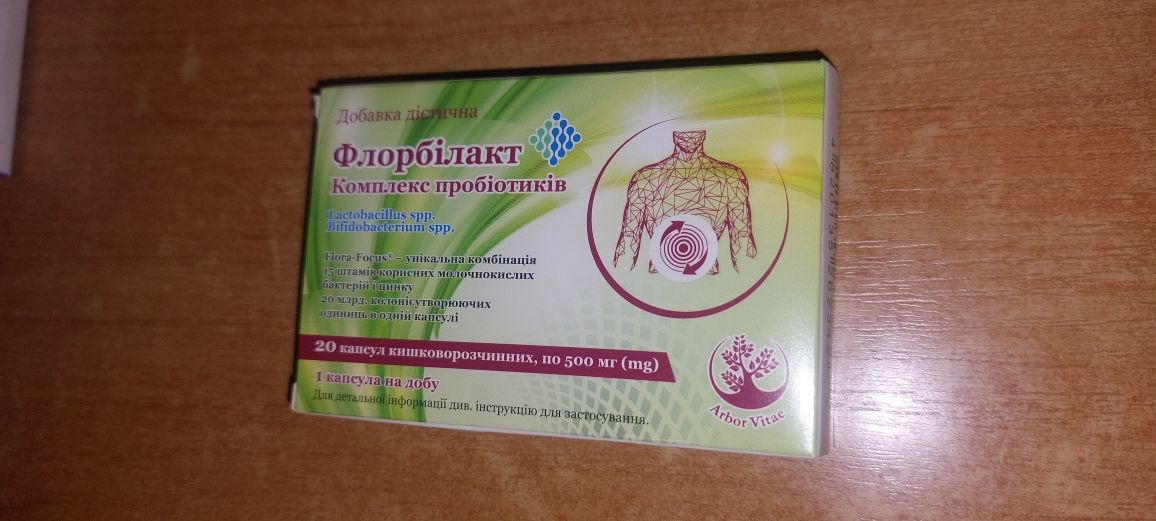 Добавка дієтична
Флорбілакт
Комплекс пробіотиків
Lactobacillus spp.
Bifidobacterium spp.
Flora-Focus* – унікальна комбінація
15 штамів корисних молочнокислих
бактерій і цинку
20 млрд. колонієутворюючих
одиниць в одній капсулі
20 капсул кишковорозчинних, по 500 мг (mg)
1 капсула на добу
Для детальної інформації див. інструкцію для застосування.
Arbor Vitae